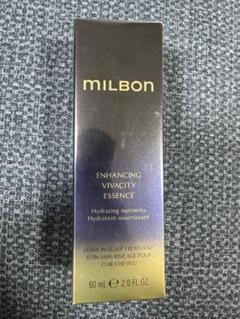 MILBON
ENHANCING
VIVACITY
ESSENCE
Hydrating nutrients
Hydratant nourrissant
LEAVE-IN SCALP TREATMENT
SOIN SANS RINÇAGE POUR
CUIR CHEVELU
60 mL ℮ 2.0 FL.OZ.